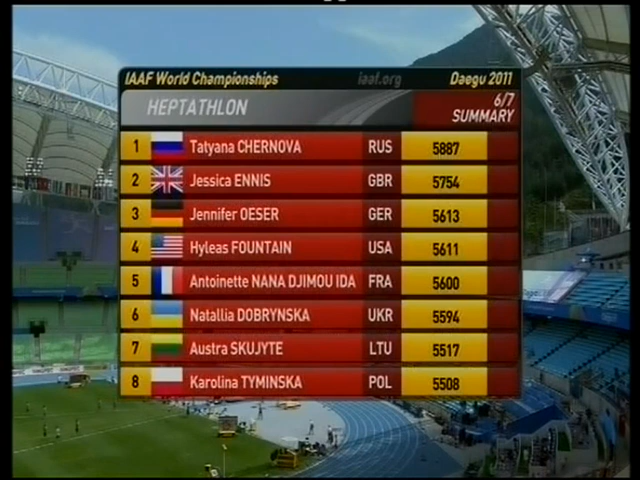 IAAF World Championships iaaf.org Daegu 2011
HEPTATHLON 6/7 SUMMARY
1 Tatyana CHERNOVA RUS 5887
2 Jessica ENNIS GBR 5754
3 Jennifer OESER GER 5613
4 Hyleas FOUNTAIN USA 5611
5 Antoinette NANA DJIMOU IDA FRA 5600
6 Natallia DOBRYNSKA UKR 5594
7 Austra SKUJYTE LTU 5517
8 Karolina TYMINSKA POL 5508